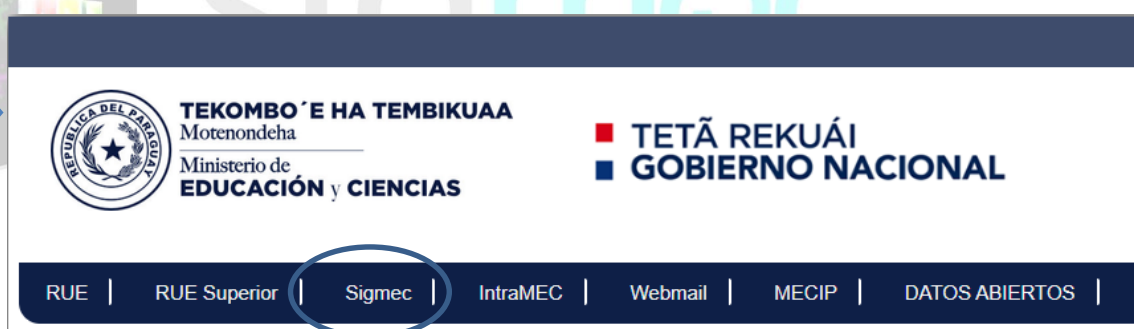 REPUBLICA DEL PARAGUAY
TEKOMBO´E HA TEMBIKUAA
Motenondeha
Ministerio de
EDUCACIÓN y CIENCIAS
TETÃ REKUÁI
GOBIERNO NACIONAL
RUE | RUE Superior Sigmec | IntraMEC | Webmail | MECIP | DATOS ABIERTOS |